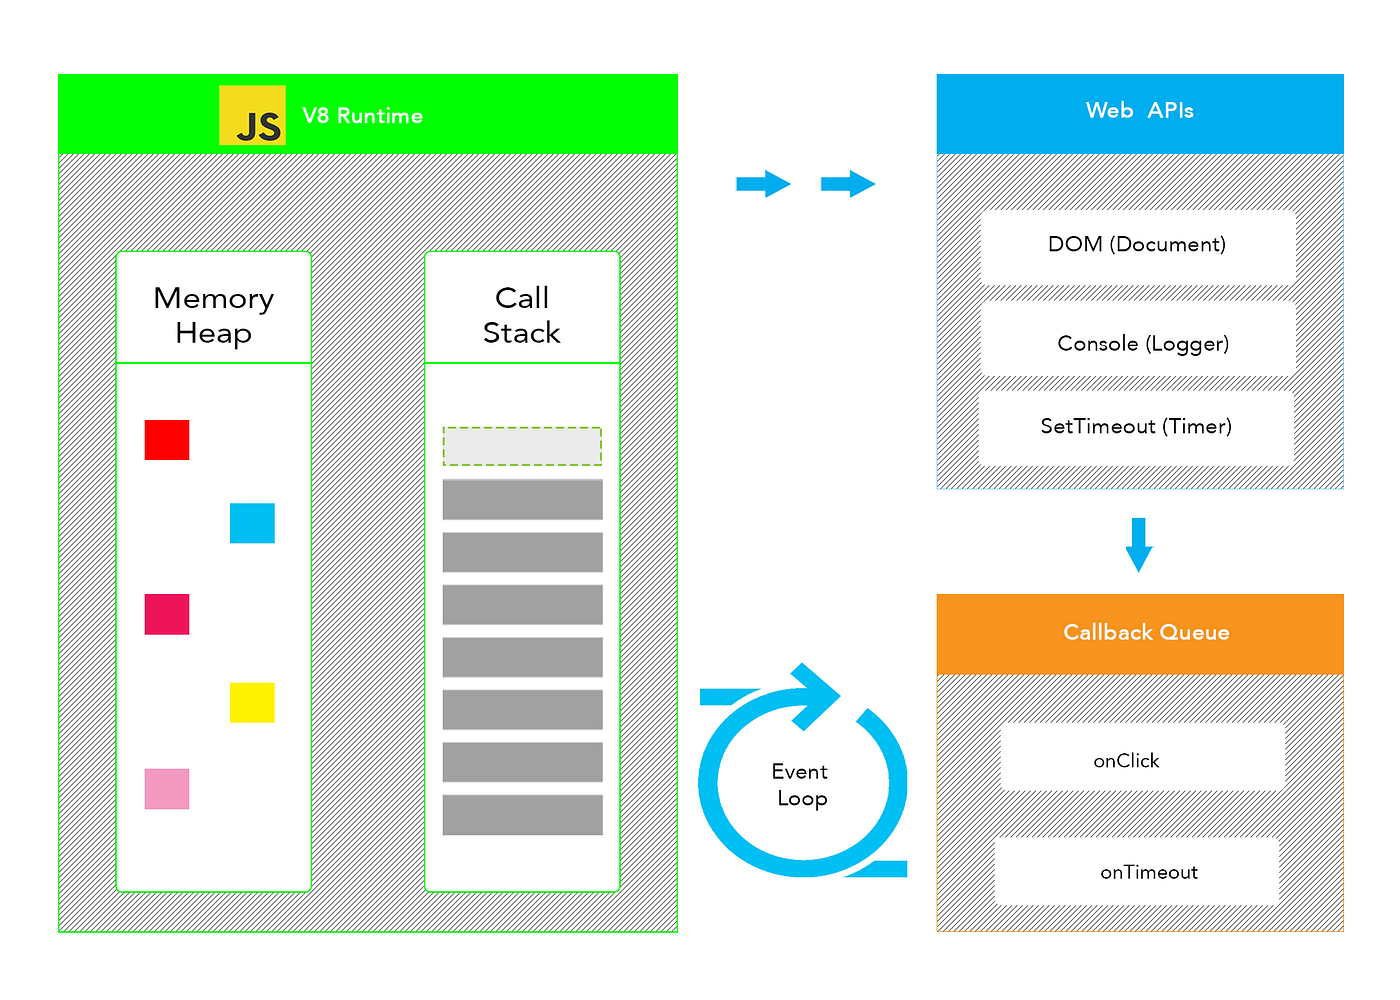 JS V8 Runtime
Memory
Heap
Call
Stack
Web APIs
DOM (Document)
Console (Logger)
SetTimeout (Timer)
Event
Loop
Callback Queue
onClick
onTimeout